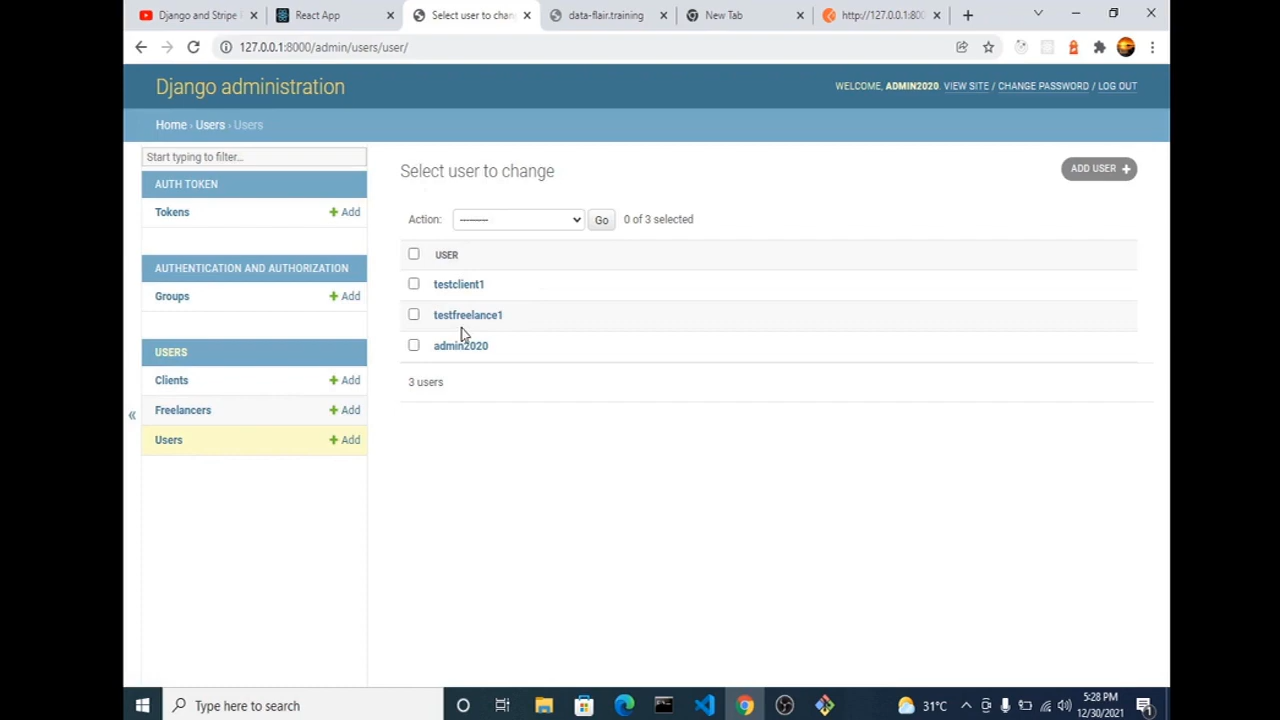 Django and Stripe
React App
Select user to chan
data-flair.training
New Tab
http://127.0.0.1:800
127.0.0.1:8000/admin/users/user/
Django administration
WELCOME, ADMIN2020. VIEW SITE / CHANGE PASSWORD / LOG OUT
Home › Users › Users
Start typing to filter...
AUTH TOKEN
Tokens + Add
AUTHENTICATION AND AUTHORIZATION
Groups + Add
USERS
Clients + Add
Freelancers + Add
Users + Add
«
Select user to change
ADD USER +
Action: --------- Go 0 of 3 selected
USER
testclient1
testfreelance1
admin2020
3 users
Type here to search
31°C
5:28 PM
12/30/2021
1